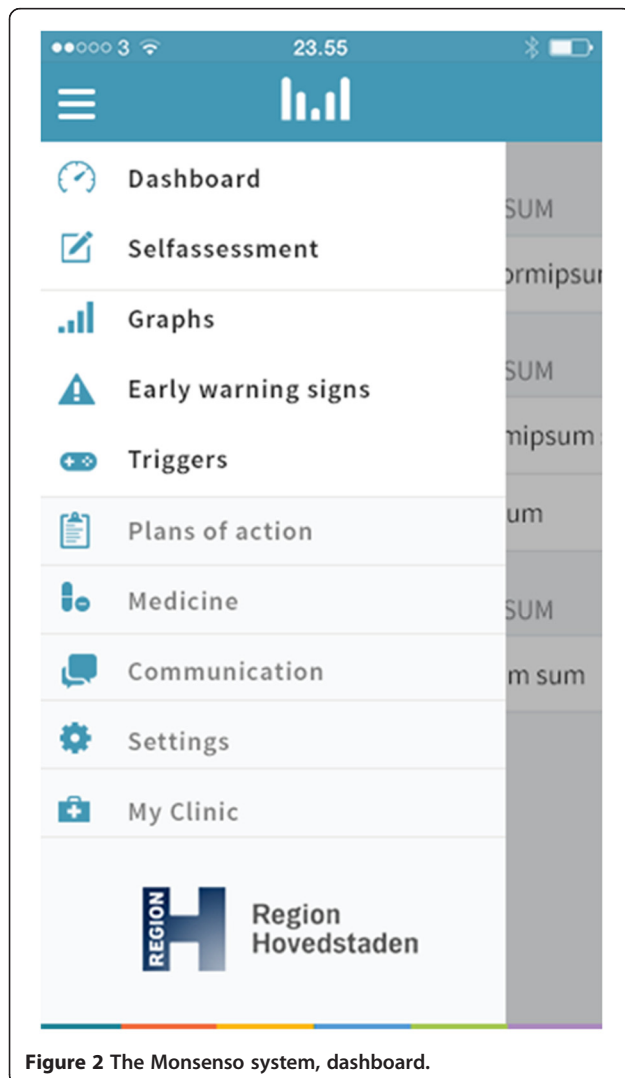 ●●○○○ 3 23.55
Dashboard
Selfassessment
Graphs
Early warning signs
Triggers
Plans of action
Medicine
Communication
Settings
My Clinic
SUM
ormipsu
SUM
mipsum
um
SUM
m sum
REGION
H
Region
Hovedstaden
Figure 2 The Monsenso system, dashboard.